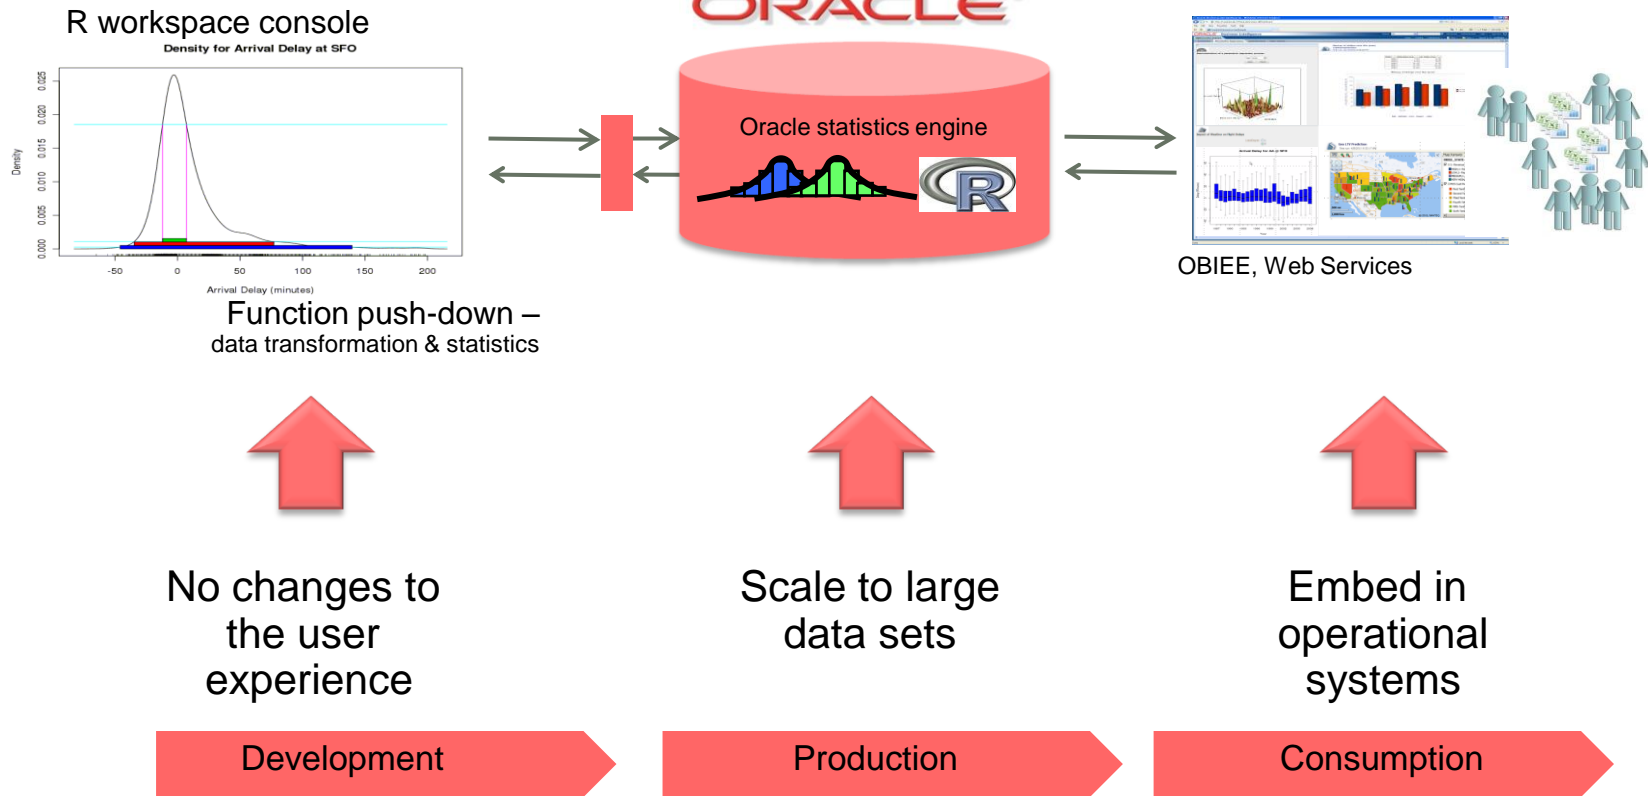 R workspace console
ORACLE
Density for Arrival Delay at SFO
Density
0.025
0.020
0.015
0.010
0.005
0.000
-50 0 50 100 150 200
Arrival Delay (minutes)
Function push-down –
data transformation & statistics
Oracle statistics engine
R
OBIEE, Web Services
No changes to
the user
experience
Scale to large
data sets
Embed in
operational
systems
Development
Production
Consumption